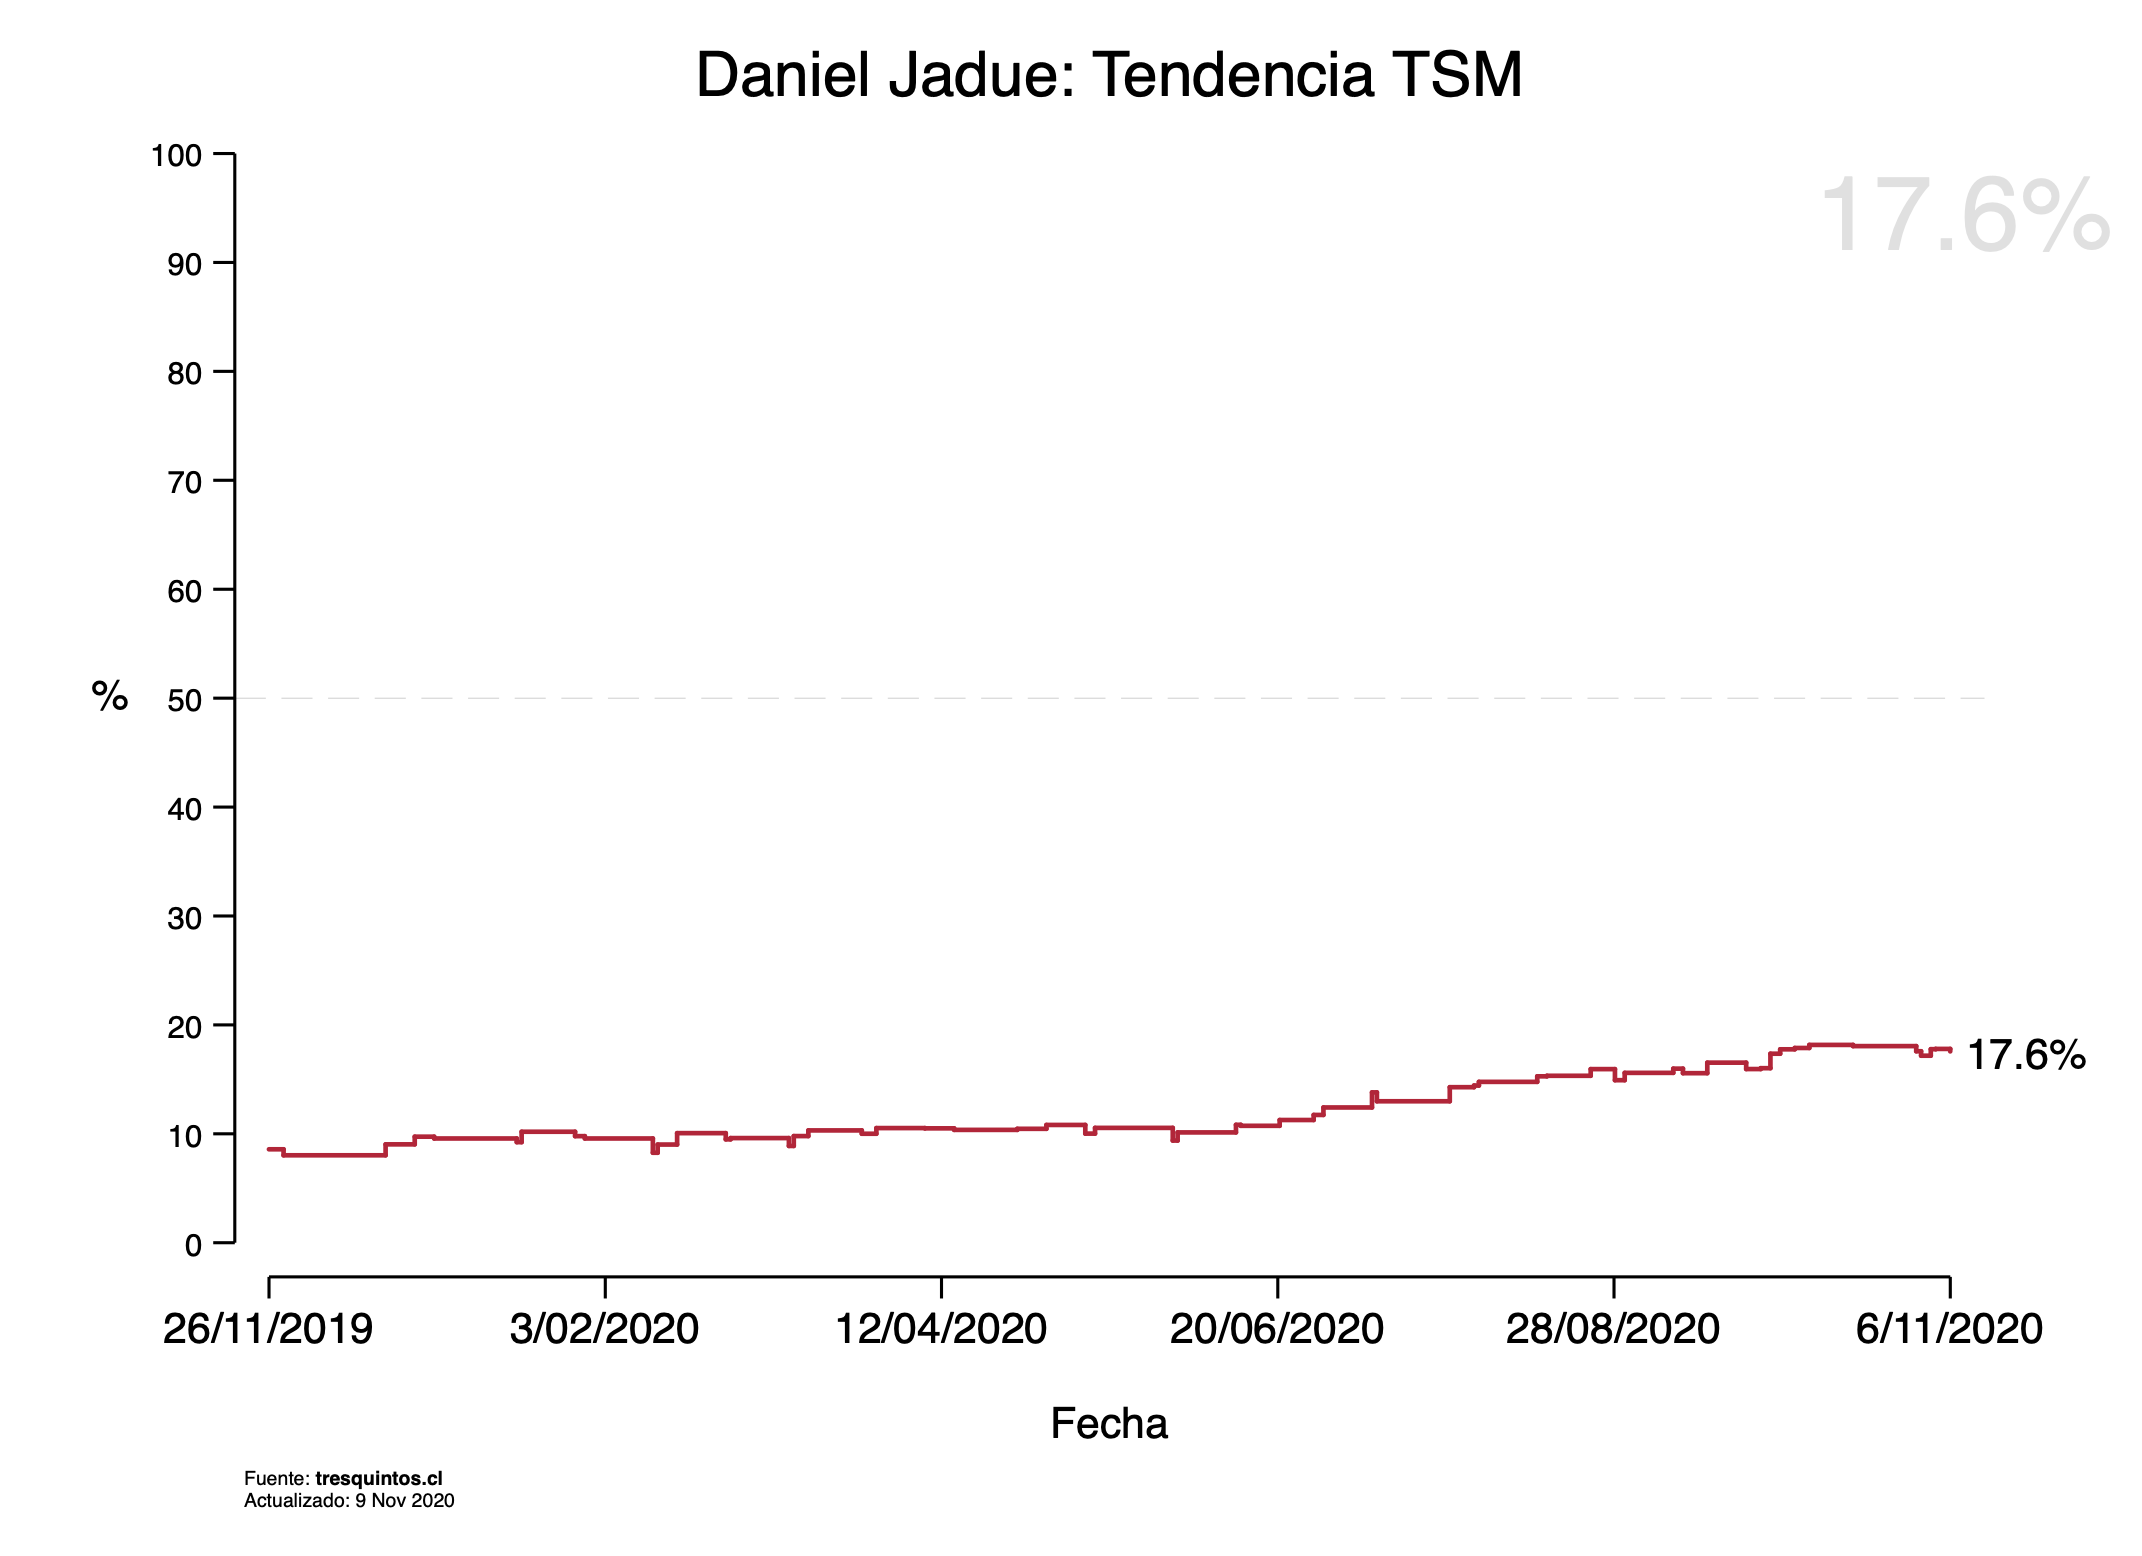 Daniel Jadue: Tendencia TSM
17.6%
100
90
80
70
60
50
40
30
20
10
0
%
17.6%
26/11/2019 3/02/2020 12/04/2020 20/06/2020 28/08/2020 6/11/2020
Fecha
Fuente: tresquintos.cl
Actualizado: 9 Nov 2020